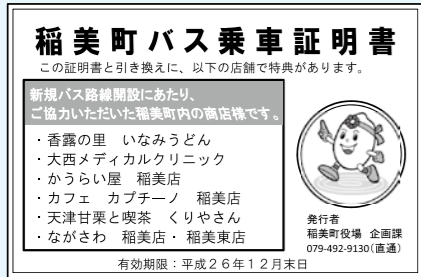 稲美町バス乗車証明書
この証明書と引き換えに、以下の店舗で特典があります。
新規バス路線開設にあたり、
ご協力いただいた稲美町内の商店様です。
・香露の里　いなみうどん
・大西メディカルクリニック
・かうらい屋　稲美店
・カフェ　カプチーノ　稲美店
・天津甘栗と喫茶　くりやさん
・ながさわ　稲美店・稲美東店
発行者
稲美町役場　企画課
079-492-9130(直通)
有効期限：平成２６年１２月末日